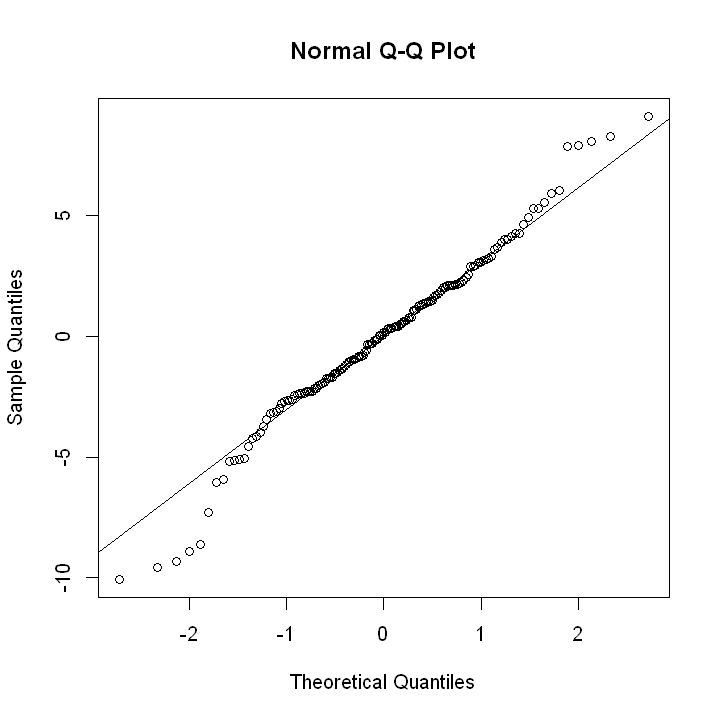 Normal Q-Q Plot
Sample Quantiles
5
0
-5
-10
-2 -1 0 1 2
Theoretical Quantiles